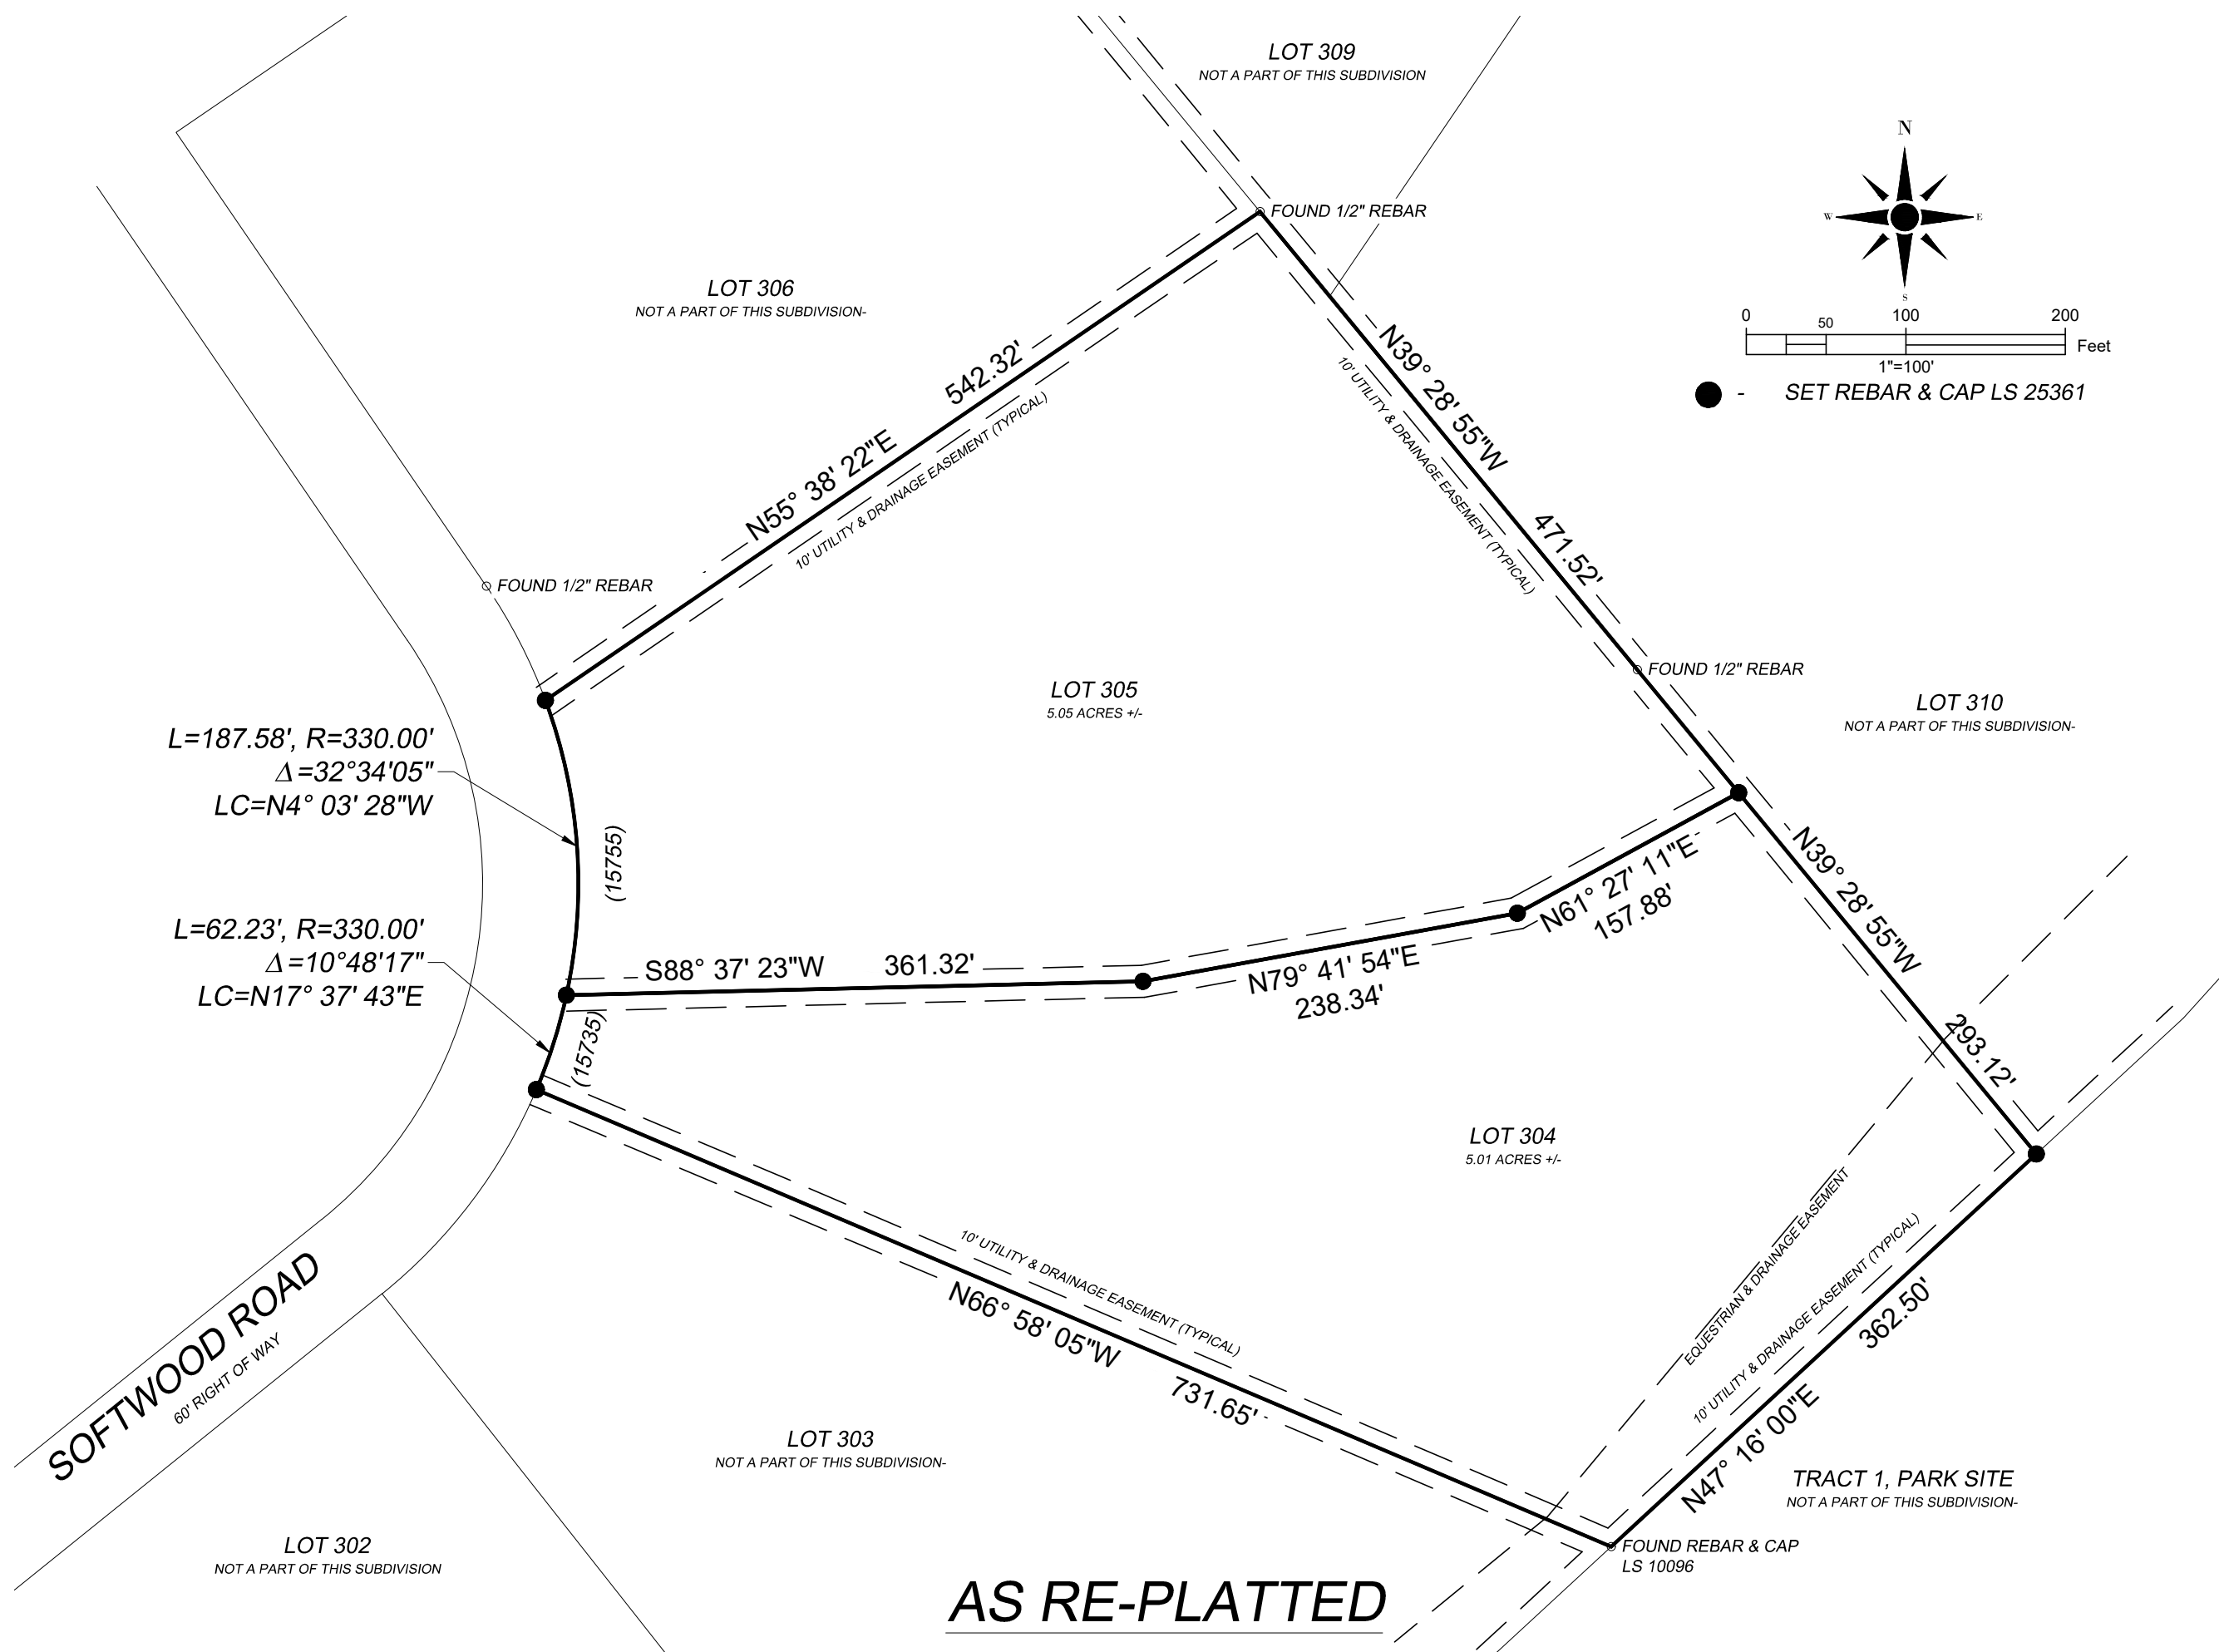 LOT 309
NOT A PART OF THIS SUBDIVISION
N
W
E
S
FOUND 1/2" REBAR
LOT 306
NOT A PART OF THIS SUBDIVISION-
0
50
100
200
Feet
1"=100'
- SET REBAR & CAP LS 25361
N55° 38' 22"E
542.32'
10' UTILITY & DRAINAGE EASEMENT (TYPICAL)
N39° 28' 55"W
471.52'
10' UTILITY & DRAINAGE EASEMENT (TYPICAL)
FOUND 1/2" REBAR
FOUND 1/2" REBAR
LOT 305
5.05 ACRES +/-
LOT 310
NOT A PART OF THIS SUBDIVISION-
L=187.58', R=330.00'
Δ=32°34'05"
LC=N4° 03' 28"W
(15755)
L=62.23', R=330.00'
Δ=10°48'17"
LC=N17° 37' 43"E
(15735)
S88° 37' 23"W
361.32'
N79° 41' 54"E
238.34'
N61° 27' 11"E
157.88'
N39° 28' 55"W
293.12'
LOT 304
5.01 ACRES +/-
EQUESTRIAN & DRAINAGE EASEMENT
10' UTILITY & DRAINAGE EASEMENT (TYPICAL)
N66° 58' 05"W
731.65'
10' UTILITY & DRAINAGE EASEMENT (TYPICAL)
N47° 16' 00"E
362.50'
SOFTWOOD ROAD
60' RIGHT OF WAY
LOT 303
NOT A PART OF THIS SUBDIVISION-
TRACT 1, PARK SITE
NOT A PART OF THIS SUBDIVISION-
LOT 302
NOT A PART OF THIS SUBDIVISION
FOUND REBAR & CAP
LS 10096
AS RE-PLATTED